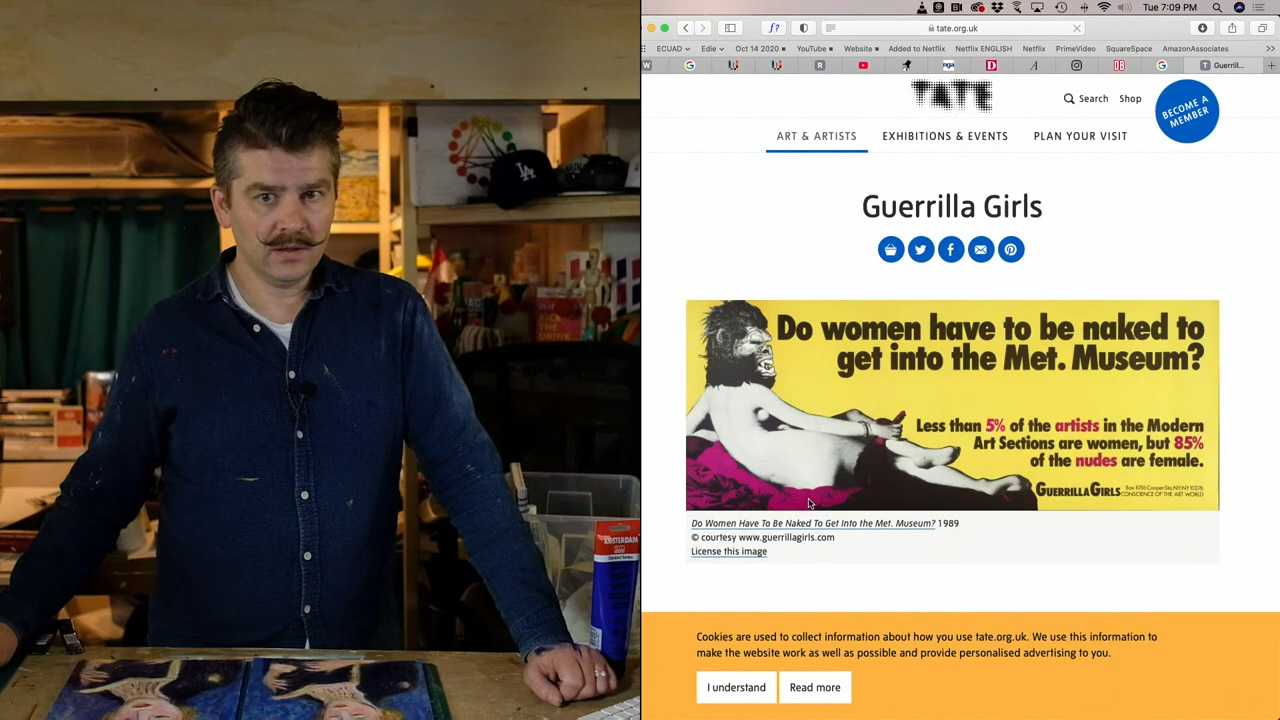 Tue 7:09 PM
tate.org.uk
ECUAD
Edie
Oct 14 2020
YouTube
Website
Added to Netflix
Netflix ENGLISH
Netflix
PrimeVideo
SquareSpace
AmazonAssociates
Guerrill...
TATE
Search
Shop
BECOME A
MEMBER
ART & ARTISTS
EXHIBITIONS & EVENTS
PLAN YOUR VISIT
Guerrilla Girls
Do women have to be naked to
get into the Met. Museum?
Less than 5% of the artists in the Modern
Art Sections are women, but 85%
of the nudes are female.
GUERRILLA GIRLS
CONSCIENCE OF THE ART WORLD
Do Women Have To Be Naked To Get Into the Met. Museum? 1989
© courtesy www.guerrillagirls.com
License this image
Cookies are used to collect information about how you use tate.org.uk. We use this information to
make the website work as well as possible and provide personalised advertising to you.
I understand
Read more
LA
AMSTERDAM